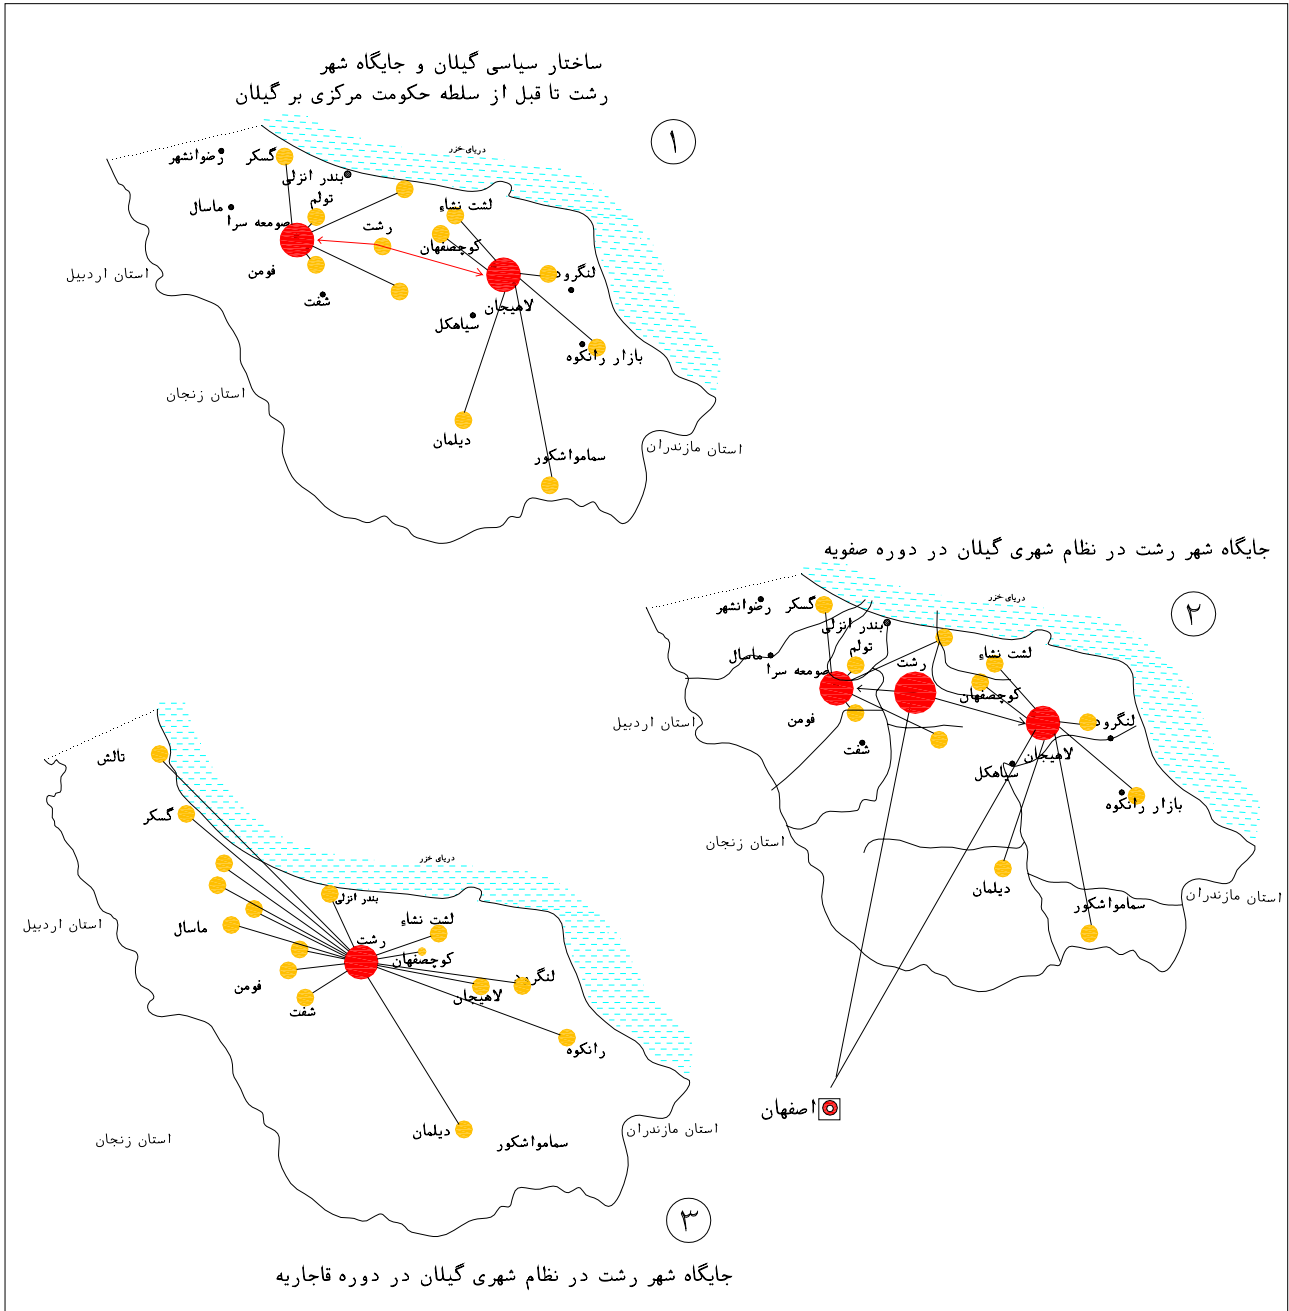 ساختار سیاسی گیلان و جایگاه شهر
رشت تا قبل از سلطه حکومت مرکزی بر گیلان
۱
دریای خزر
رضوانشهر
گسکر
بندر انزلی
ماسال
تولم
صومعه سرا
رشت
لشت نشاء
کوچصفهان
فومن
شفت
لنگرود
لاهیجان
سیاهکل
بازار رانکوه
دیلمان
سمامواشکور
استان اردبیل
استان زنجان
استان مازندران
جایگاه شهر رشت در نظام شهری گیلان در دوره صفویه
۲
دریای خزر
رضوانشهر
گسکر
بندر انزلی
ماسال
تولم
صومعه سرا
رشت
لشت نشاء
کوچصفهان
فومن
شفت
لنگرود
لاهیجان
سیاهکل
بازار رانکوه
دیلمان
سمامواشکور
استان اردبیل
استان زنجان
استان مازندران
اصفهان
تالش
گسکر
دریای خزر
بندر انزلی
ماسال
رشت
لشت نشاء
کوچصفهان
فومن
شفت
لنگرود
لاهیجان
رانکوه
دیلمان
سمامواشکور
استان اردبیل
استان زنجان
استان مازندران
۳
جایگاه شهر رشت در نظام شهری گیلان در دوره قاجاریه